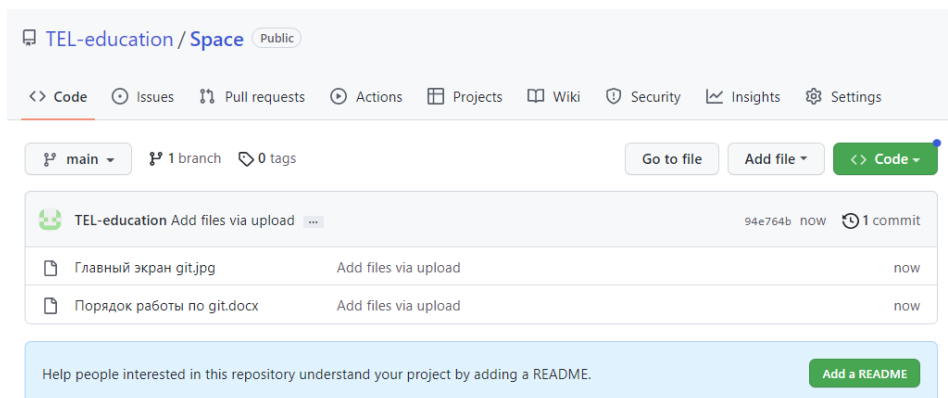 TEL-education / Space Public
Code Issues Pull requests Actions Projects Wiki Security Insights Settings
main 1 branch 0 tags Go to file Add file Code
TEL-education Add files via upload ... 94e764b now 1 commit
Главный экран git.jpg Add files via upload now
Порядок работы по git.docx Add files via upload now
Help people interested in this repository understand your project by adding a README. Add a README